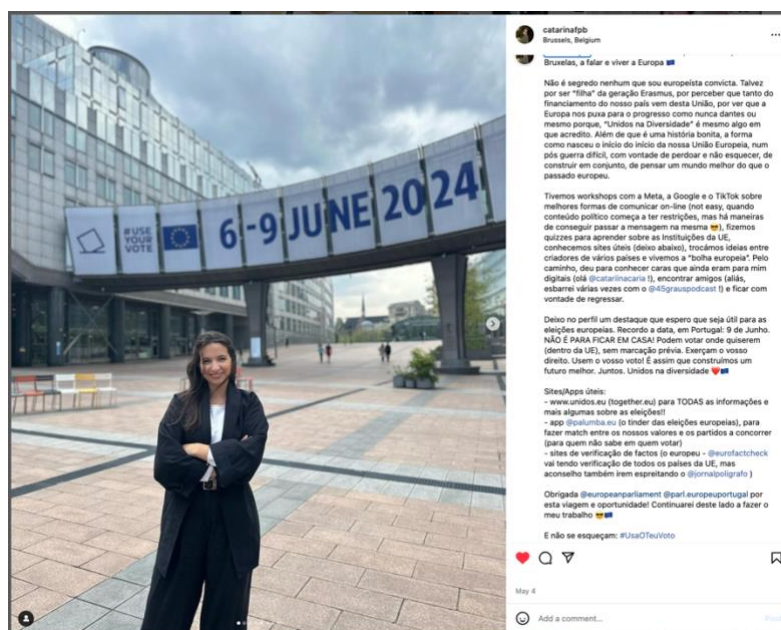 #USE
YOUR
VOTE
6-9 JUNE 2024
catarinafpb
Brussels, Belgium
Bruxelas, a falar e viver a Europa 🇪🇺
Não é segredo nenhum que sou europeísta convicta. Talvez
por ser "filha" da geração Erasmus, por perceber que tanto do
financiamento do nosso país vem desta União, por ver que a
Europa nos puxa para o progresso como nunca dantes ou
mesmo porque, "Unidos na Diversidade" é mesmo algo em
que acredito. Além de que é uma história bonita, a forma
como nasceu o início do início da nossa União Europeia, num
pós guerra difícil, com vontade de perdoar e não esquecer, de
construir em conjunto, de pensar um mundo melhor do que o
passado europeu.
Tivemos workshops com a Meta, a Google e o TikTok sobre
melhores formas de comunicar on-line (not easy, quando
conteúdo político começa a ter restrições, mas há maneiras
de conseguir passar a mensagem na mesma 😎), fizemos
quizzes para aprender sobre as Instituições da UE,
conhecemos sites úteis (deixo abaixo), trocámos ideias entre
criadores de vários países e vivemos a "bolha europeia". Pelo
caminho, deu para conhecer caras que ainda eram para mim
digitais (olá @catariinacaria !), encontrar amigos (aliás,
esbarrei várias vezes com o @45grauspodcast !) e ficar com
vontade de regressar.
Deixo no perfil um destaque que espero que seja útil para as
eleições europeias. Recordo a data, em Portugal: 9 de Junho.
NÃO É PARA FICAR EM CASA! Podem votar onde quiserem
(dentro da UE), sem marcação prévia. Exerçam o vosso
direito. Usem o vosso voto! É assim que construímos um
futuro melhor. Juntos. Unidos na diversidade ❤️🇪🇺
Sites/Apps úteis:
- www.unidos.eu (together.eu) para TODAS as informações e
mais algumas sobre as eleições!!
- app @palumba.eu (o tinder das eleições europeias), para
fazer match entre os nossos valores e os partidos a concorrer
(para quem não sabe em quem votar)
- sites de verificação de factos (o europeu - @eurofactcheck
vai tendo verificação de todos os países da UE, mas
aconselho também irem espreitando o @jornalpoligrafo )
Obrigada @europeanparliament @parl.europeuportugal por
esta viagem e oportunidade! Continuarei deste lado a fazer o
meu trabalho 😎🇪🇺
E não se esqueçam: #UsaOTeuVoto
May 4
Add a comment...
Post